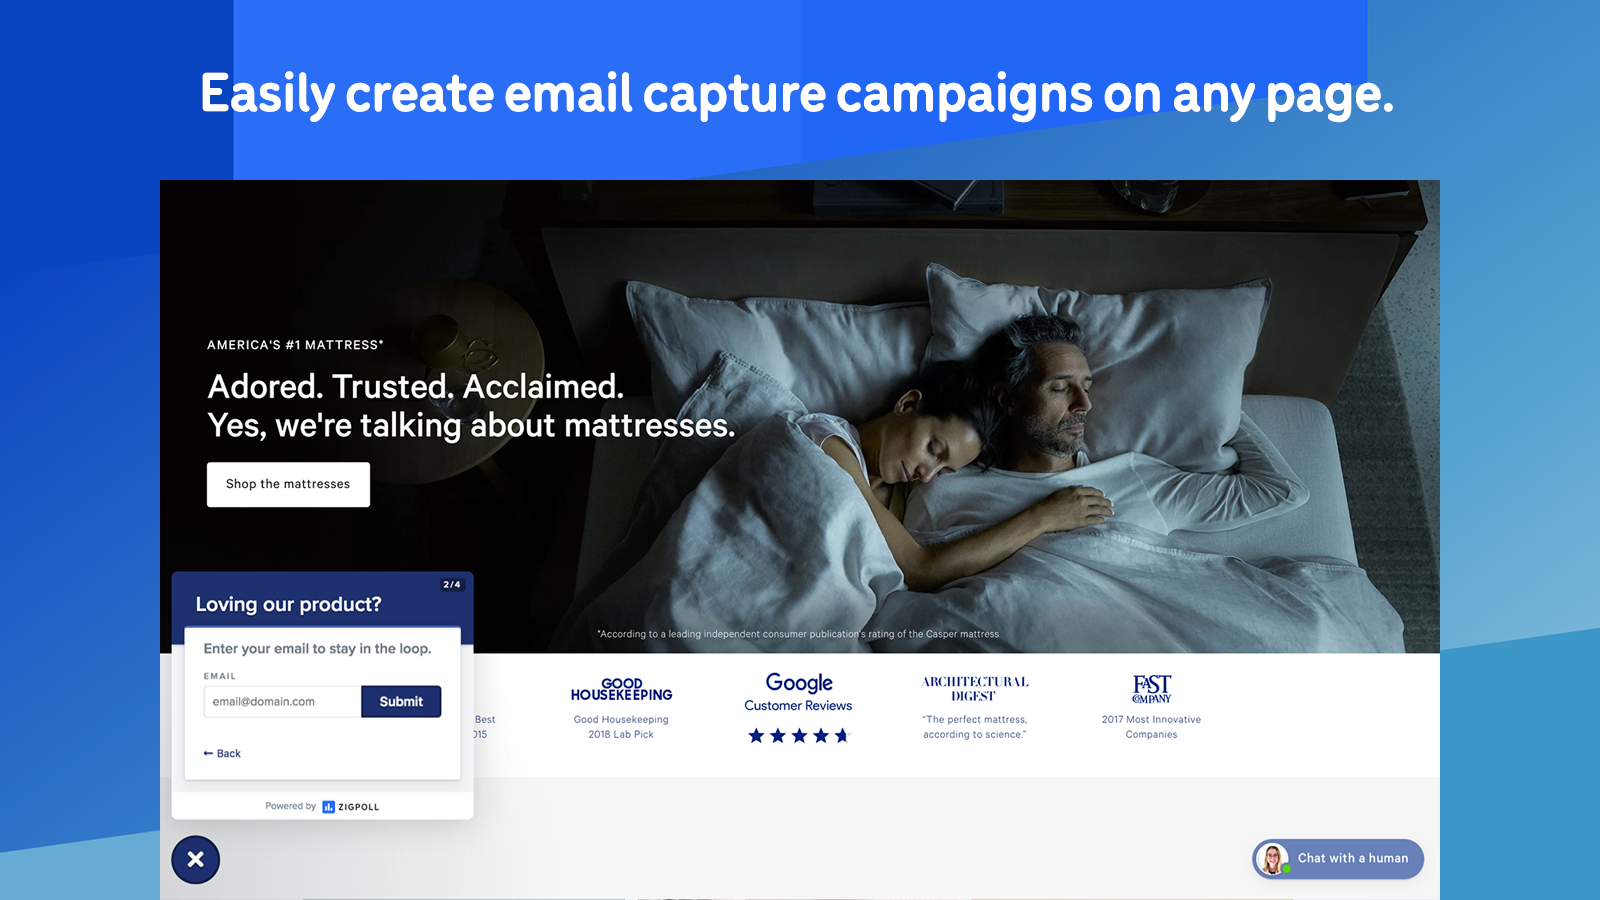 Easily create email capture campaigns on any page.
AMERICA'S #1 MATTRESS*
Adored. Trusted. Acclaimed.
Yes, we're talking about mattresses.
Shop the mattresses
*According to a leading independent consumer publication's rating of the Casper mattress
2/4
Loving our product?
Enter your email to stay in the loop.
EMAIL
email@domain.com
Submit
← Back
Powered by ZIGPOLL
Best
GOOD
HOUSEKEEPING
Good Housekeeping
2018 Lab Pick
Google
Customer Reviews
ARCHITECTURAL
DIGEST
"The perfect mattress,
according to science."
FAST
COMPANY
2017 Most Innovative
Companies
Chat with a human